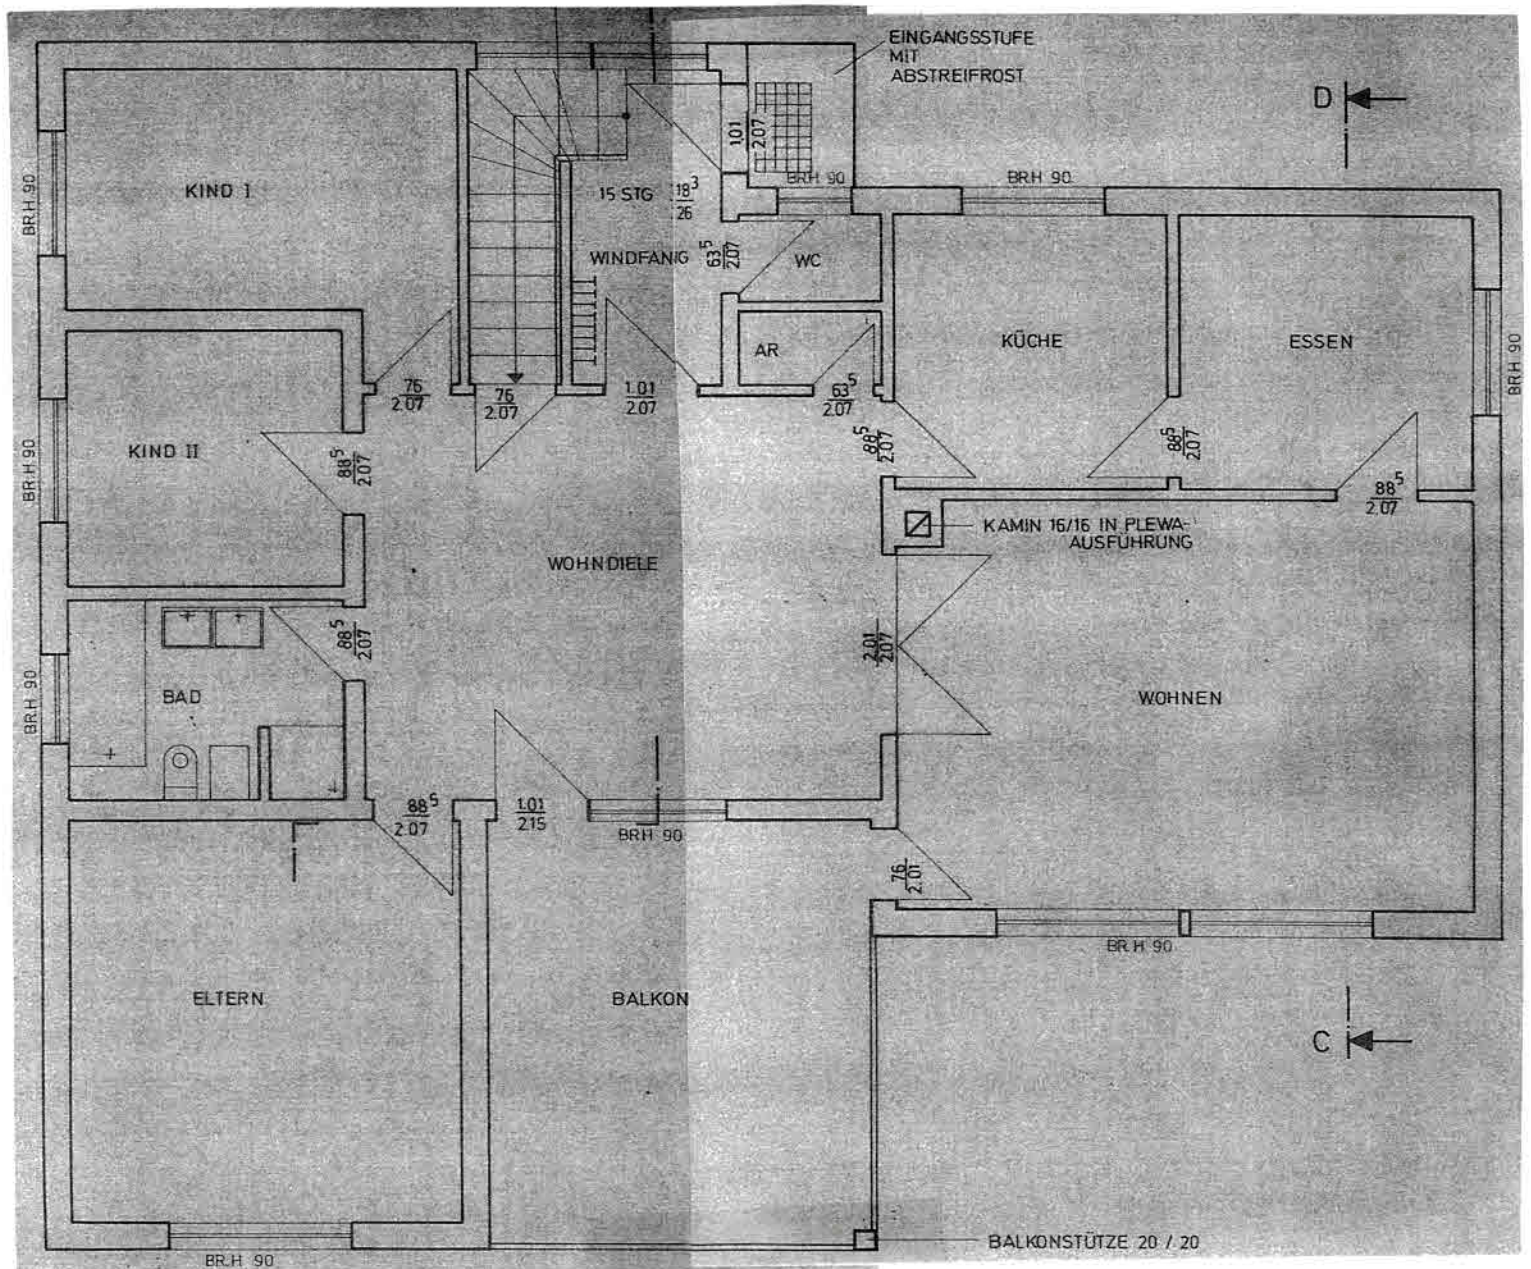 EINGANGSSTUFE
MIT
ABSTREIFROST
D
1.01
2.07
BR.H 90
BR.H 90
BR.H 90
KIND I
15 STG 18³
26
WINDFANG
63⁵
2.07
WC
KÜCHE
ESSEN
BR.H 90
AR
76
2.07
76
2.07
1.01
2.07
63⁵
2.07
BR.H 90
KIND II
88⁵
2.07
88⁵
2.07
88⁵
2.07
88⁵
2.07
KAMIN 16/16 IN PLEWA-
AUSFÜHRUNG
WOHNDIELE
88⁵
2.07
2.01
2.07
BR.H 90
BAD
WOHNEN
88⁵
2.07
1.01
2.15
BR.H 90
76
2.01
BR.H 90
ELTERN
BALKON
C
BALKONSTÜTZE 20 / 20
BR.H 90